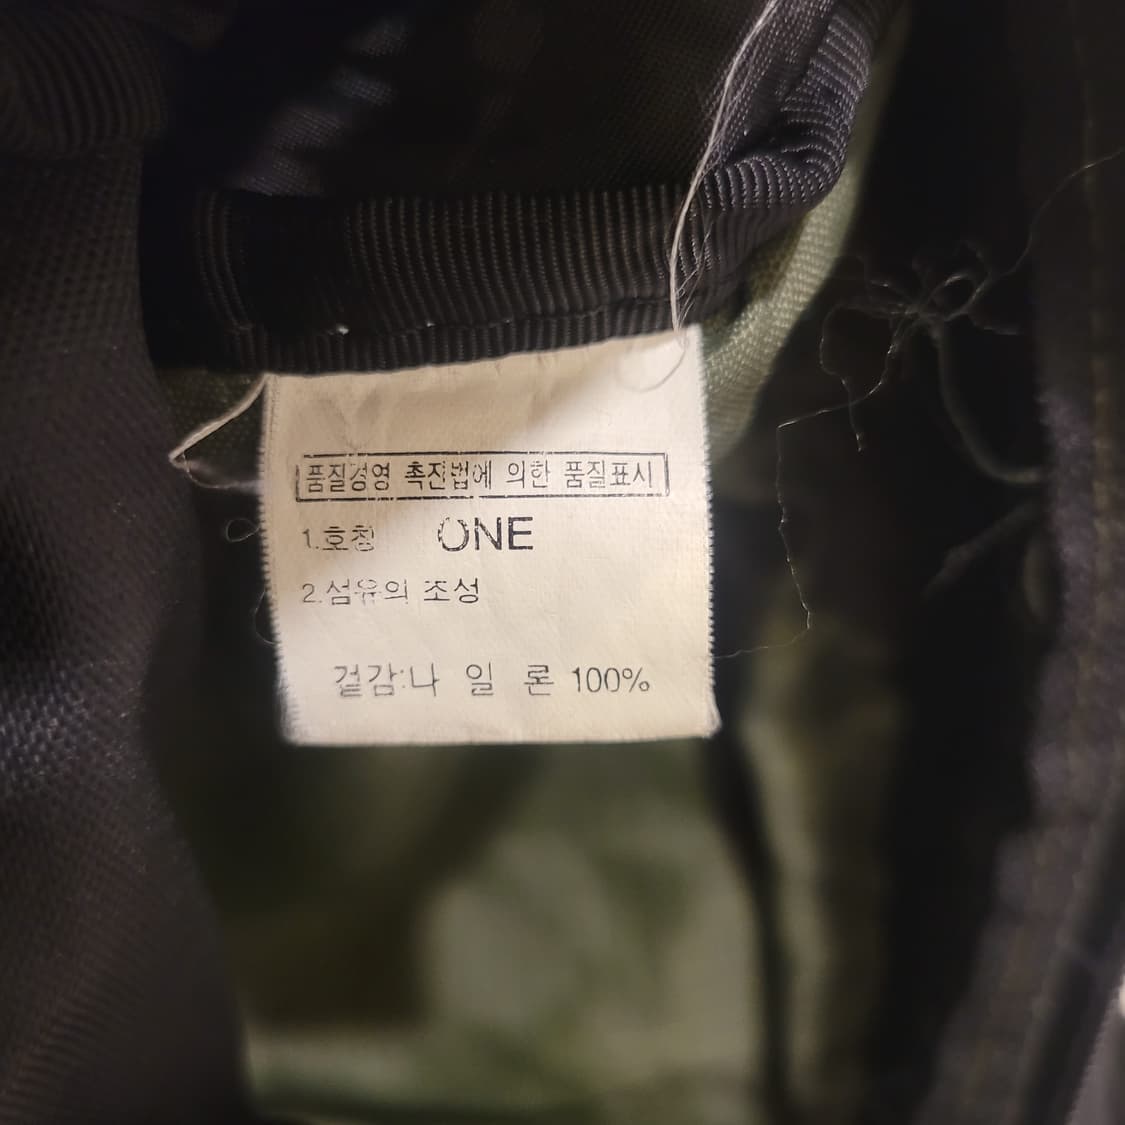 품질경영 촉진법에 의한 품질표시
1.호칭 ONE
2.섬유의 조성
겉감:나 일 론 100%